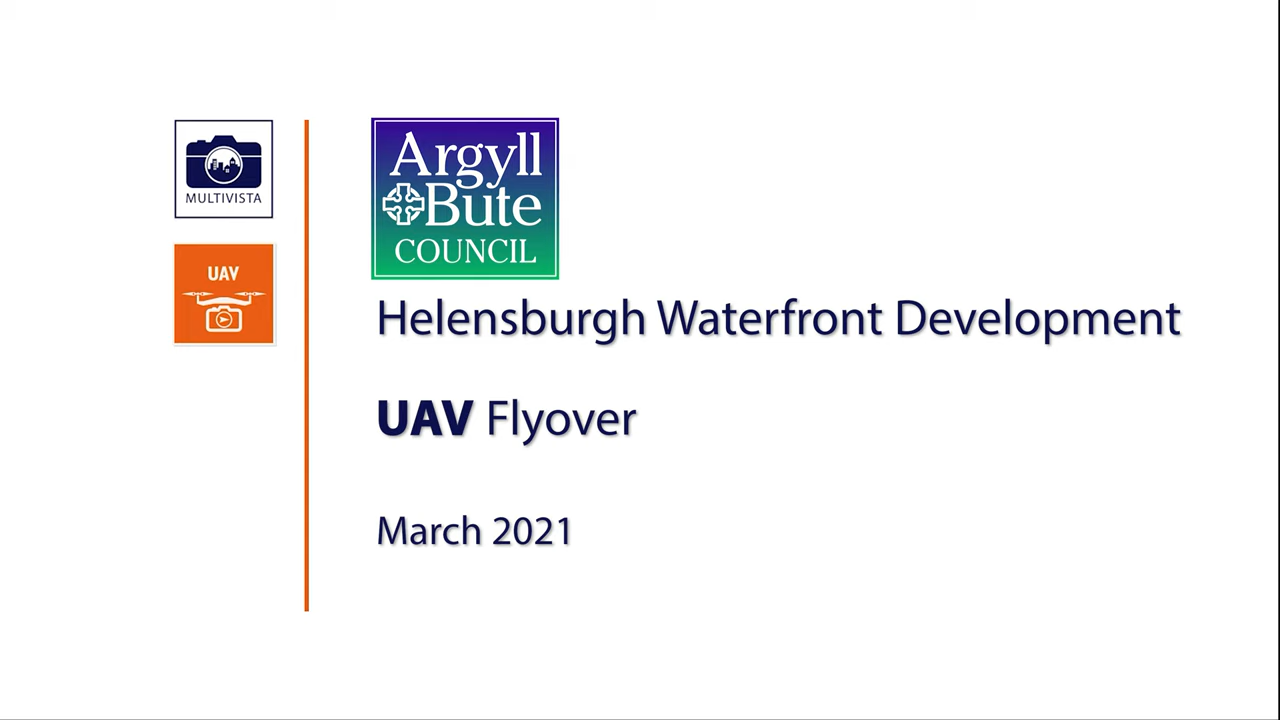 MULTIVISTA
UAV
Argyll
Bute
COUNCIL
Helensburgh Waterfront Development
UAV Flyover
March 2021